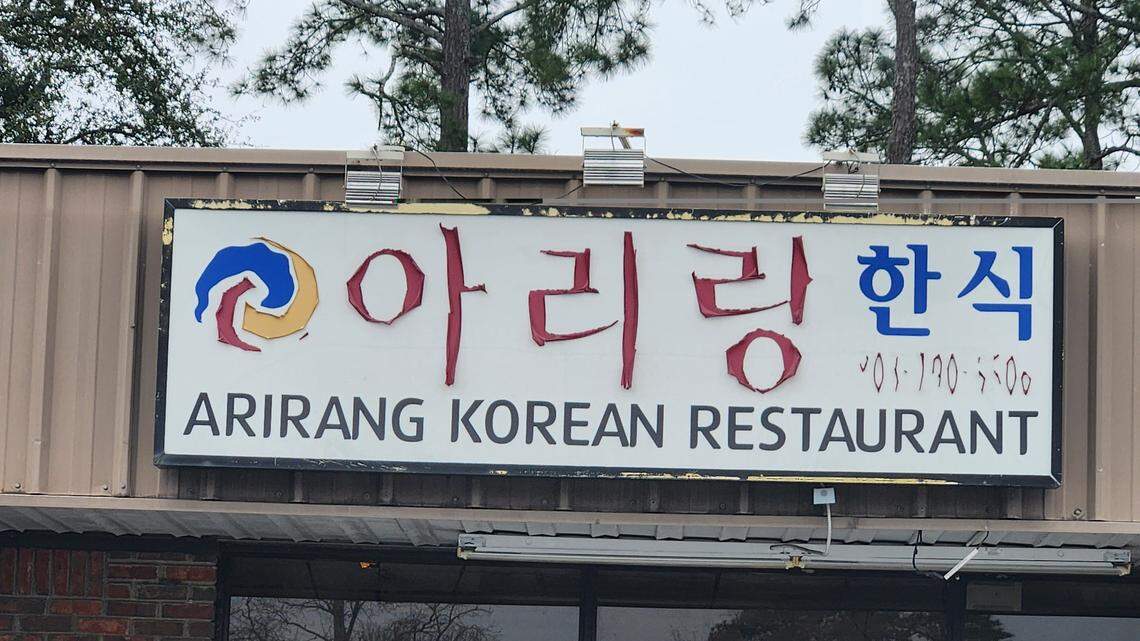 아리랑 한식
ARIRANG KOREAN RESTAURANT